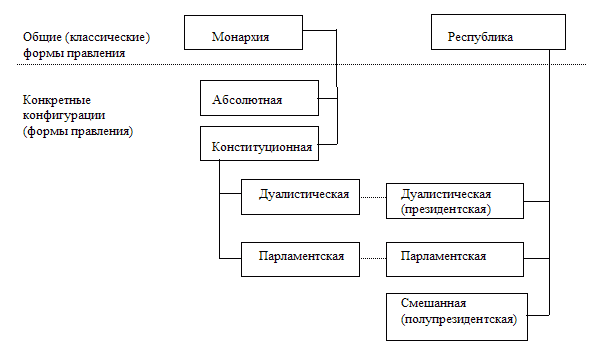 Общие (классические)
формы правления
Монархия
Республика
Конкретные
конфигурации
(формы правления)
Абсолютная
Конституционная
Дуалистическая
Дуалистическая
(президентская)
Парламентская
Парламентская
Смешанная
(полупрезидентская)